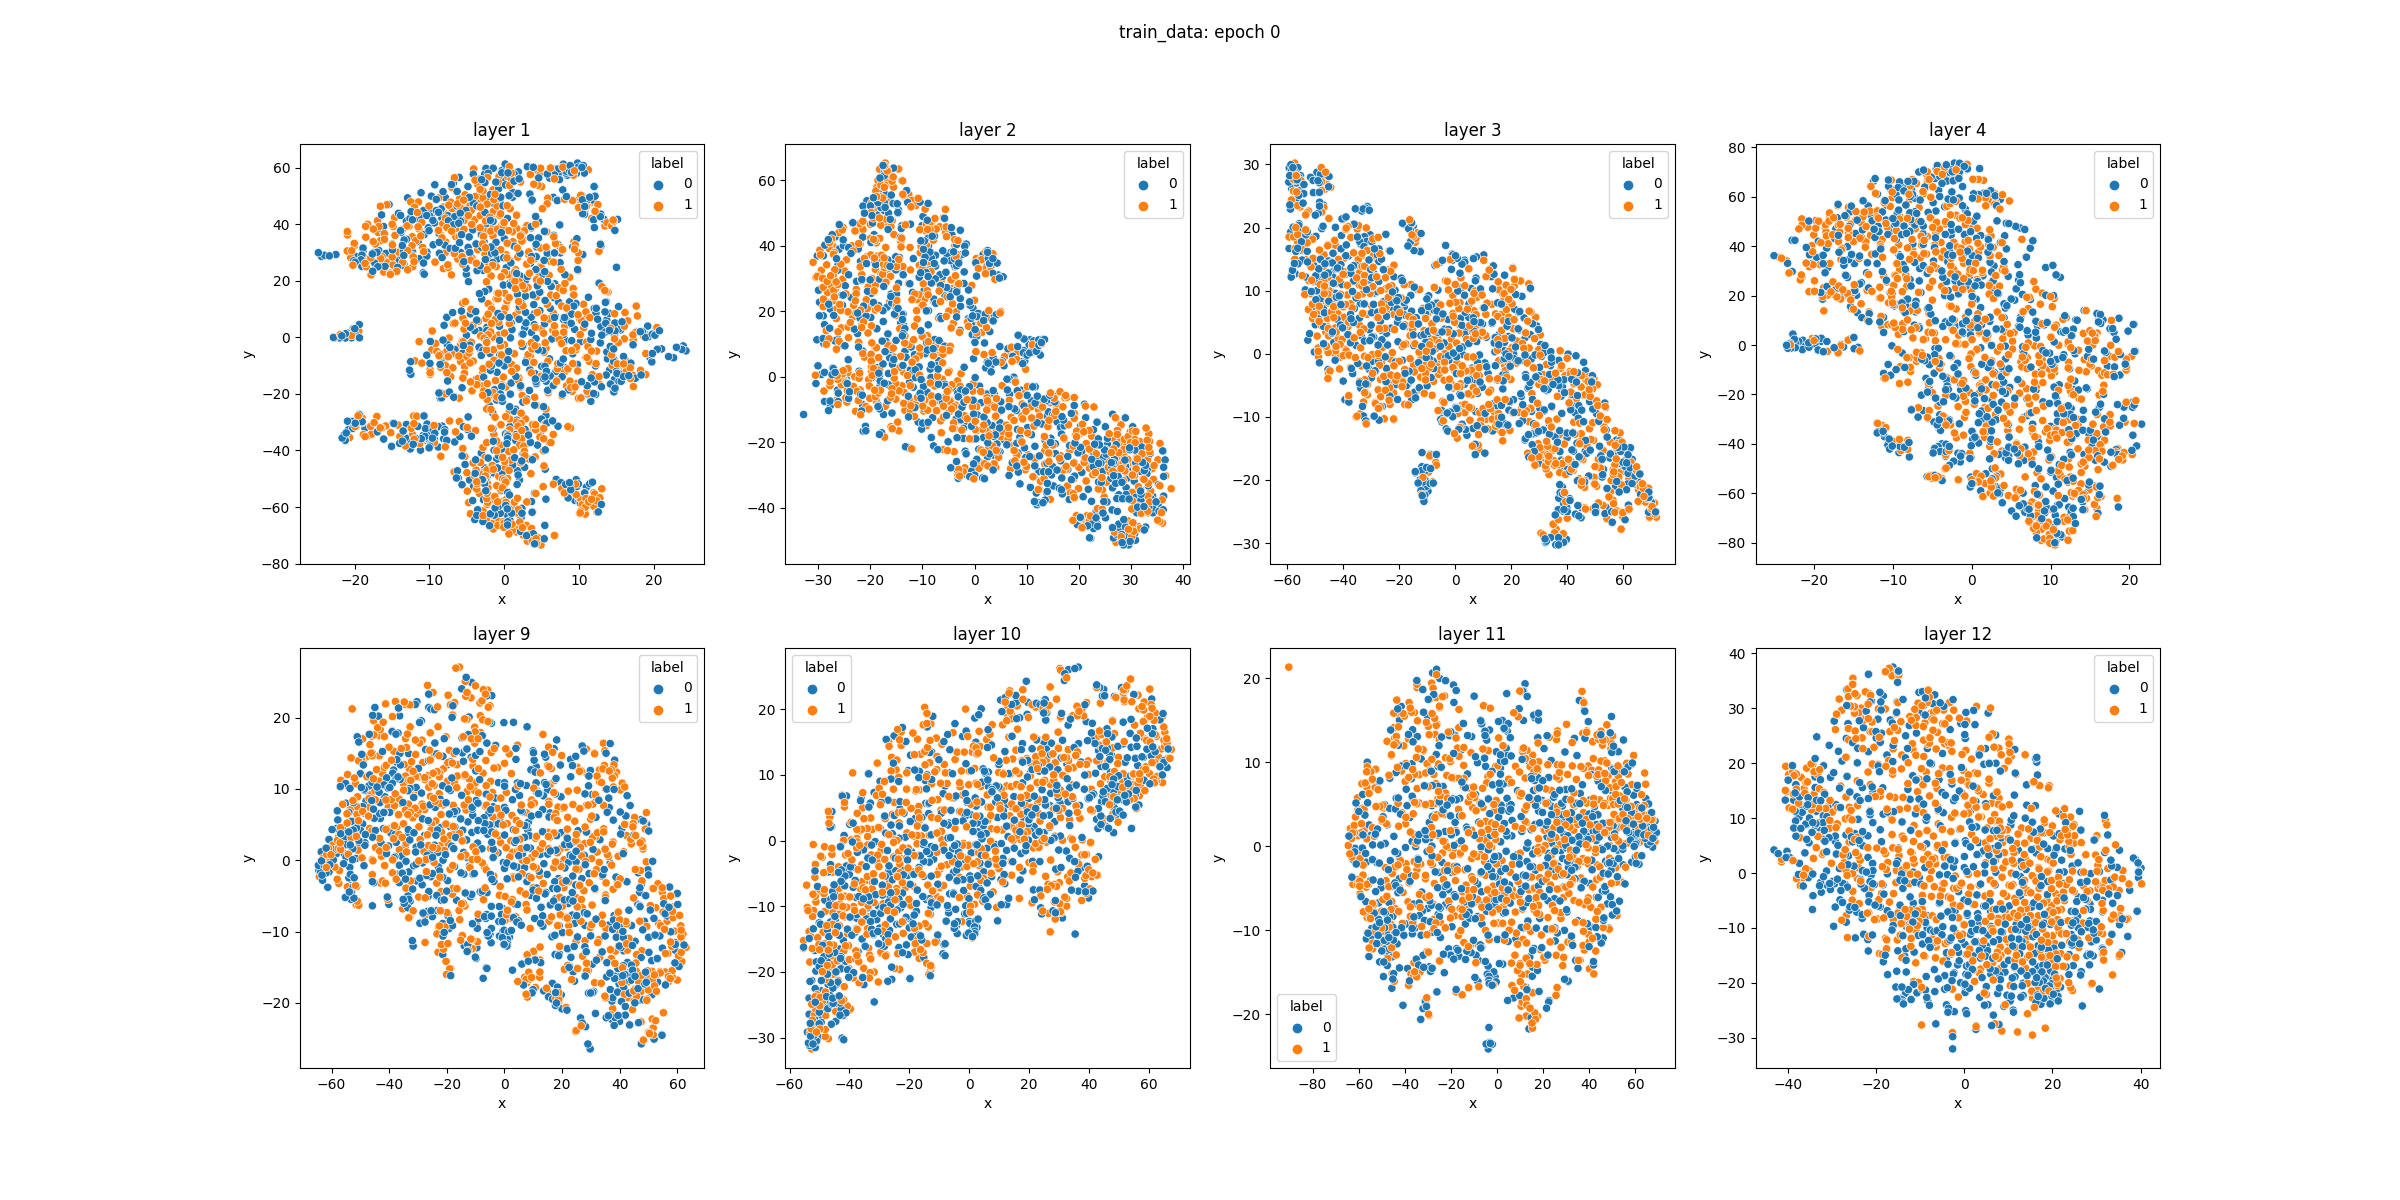 train_data: epoch 0
layer 1
label
0
1
60
40
20
0
−20
−40
−60
−80
y
−20 −10 0 10 20
x
layer 2
label
0
1
60
40
20
0
−20
−40
y
−30 −20 −10 0 10 20 30 40
x
layer 3
label
0
1
30
20
10
0
−10
−20
−30
y
−60 −40 −20 0 20 40 60
x
layer 4
label
0
1
80
60
40
20
0
−20
−40
−60
−80
y
−20 −10 0 10 20
x
layer 9
label
0
1
20
10
0
−10
−20
y
−60 −40 −20 0 20 40 60
x
layer 10
label
0
1
20
10
0
−10
−20
−30
y
−60 −40 −20 0 20 40 60
x
layer 11
20
10
0
−10
−20
y
label
0
1
−80 −60 −40 −20 0 20 40 60
x
layer 12
label
0
1
40
30
20
10
0
−10
−20
−30
y
−40 −20 0 20 40
x